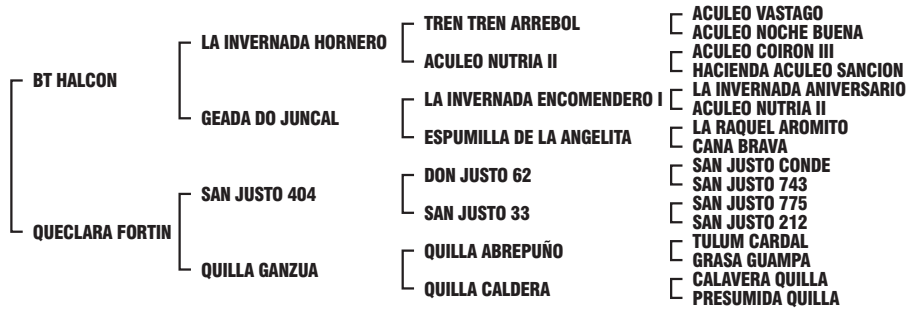 BT HALCON
QUECLARA FORTIN
LA INVERNADA HORNERO
GEADA DO JUNCAL
SAN JUSTO 404
QUILLA GANZUA
TREN TREN ARREBOL
ACULEO NUTRIA II
LA INVERNADA ENCOMENDERO I
ESPUMILLA DE LA ANGELITA
DON JUSTO 62
SAN JUSTO 33
QUILLA ABREPUÑO
QUILLA CALDERA
ACULEO VASTAGO
ACULEO NOCHE BUENA
ACULEO COIRON III
HACIENDA ACULEO SANCION
LA INVERNADA ANIVERSARIO
ACULEO NUTRIA II
LA RAQUEL AROMITO
CANA BRAVA
SAN JUSTO CONDE
SAN JUSTO 743
SAN JUSTO 775
SAN JUSTO 212
TULUM CARDAL
GRASA GUAMPA
CALAVERA QUILLA
PRESUMIDA QUILLA